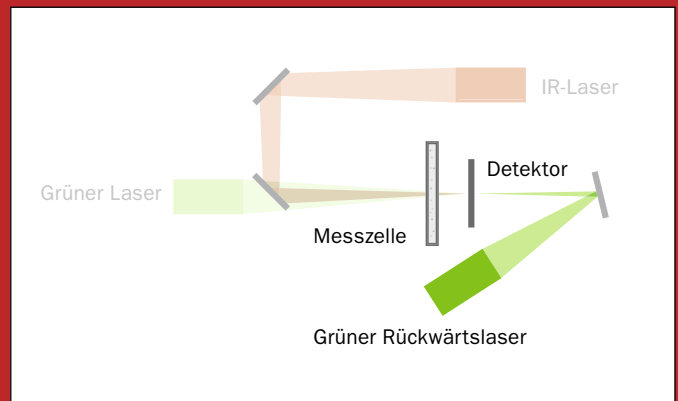 IR-Laser
Detektor
Grüner Laser
Messzelle
Grüner Rückwärtslaser